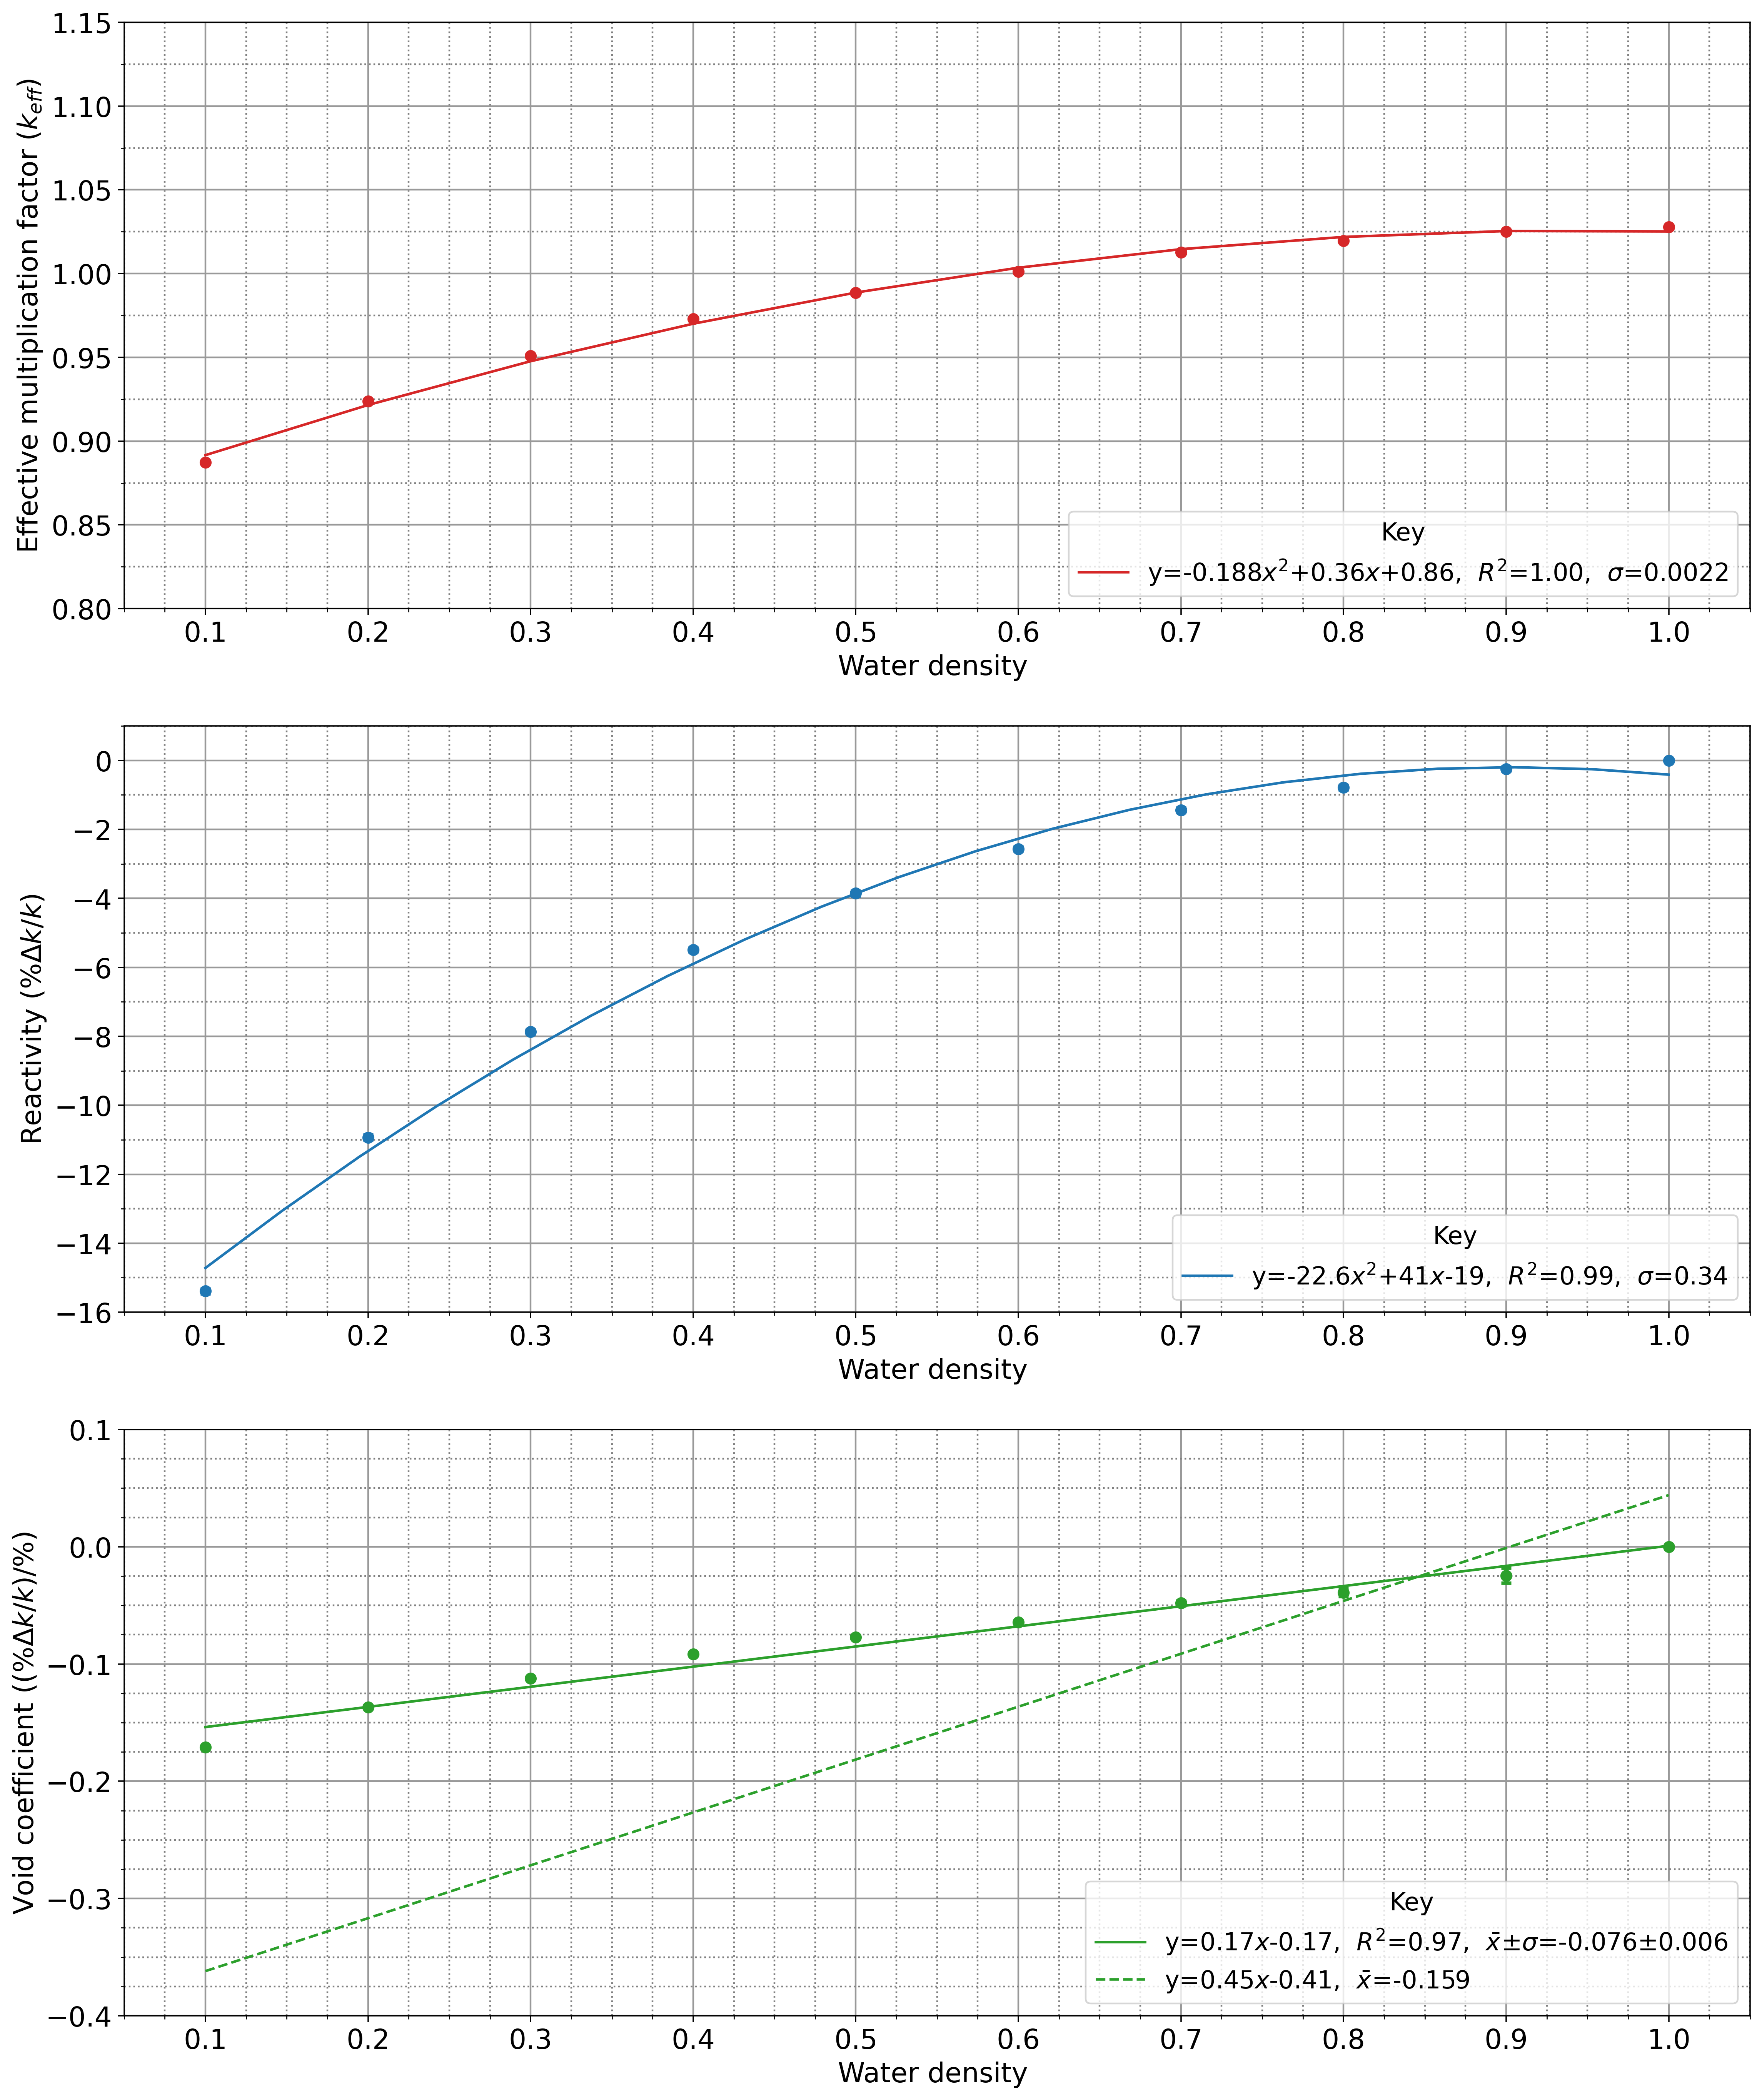 1.15
1.10
1.05
1.00
0.95
0.90
0.85
0.80
Effective multiplication factor (k_eff)
Key
y=-0.188x²+0.36x+0.86, R²=1.00, σ=0.0022
0.1 0.2 0.3 0.4 0.5 0.6 0.7 0.8 0.9 1.0
Water density
0
−2
−4
−6
−8
−10
−12
−14
−16
Reactivity (%Δk/k)
Key
y=-22.6x²+41x-19, R²=0.99, σ=0.34
0.1 0.2 0.3 0.4 0.5 0.6 0.7 0.8 0.9 1.0
Water density
0.1
0.0
−0.1
−0.2
−0.3
−0.4
Void coefficient ((%Δk/k)/%)
Key
y=0.17x-0.17, R²=0.97, x̄±σ=-0.076±0.006
y=0.45x-0.41, x̄=-0.159
0.1 0.2 0.3 0.4 0.5 0.6 0.7 0.8 0.9 1.0
Water density